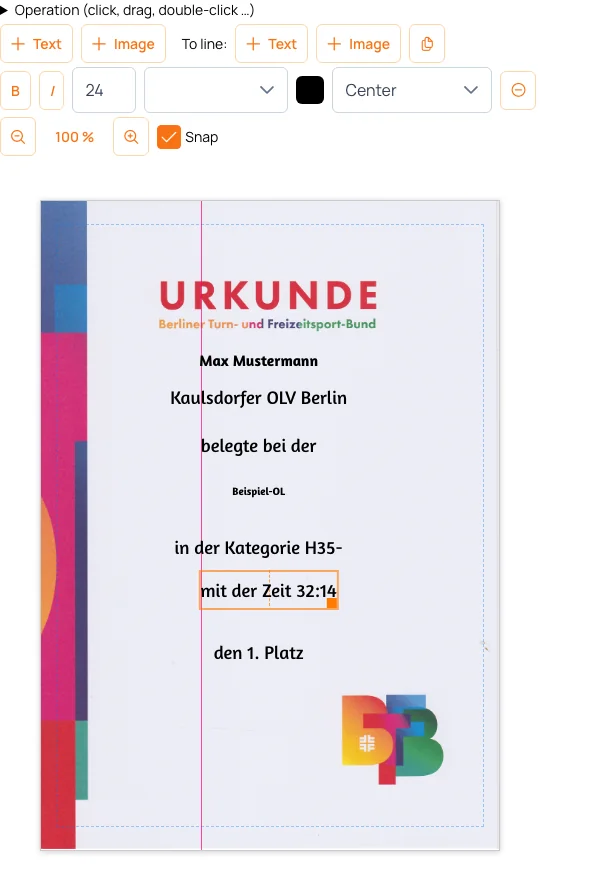 Operation (click, drag, double-click ...)
+ Text + Image To line: + Text + Image
B I 24 Center
100 % Snap
URKUNDE
Berliner Turn- und Freizeitsport-Bund
Max Mustermann
Kaulsdorfer OLV Berlin
belegte bei der
Beispiel-OL
in der Kategorie H35-
mit der Zeit 32:14
den 1. Platz
BTFB